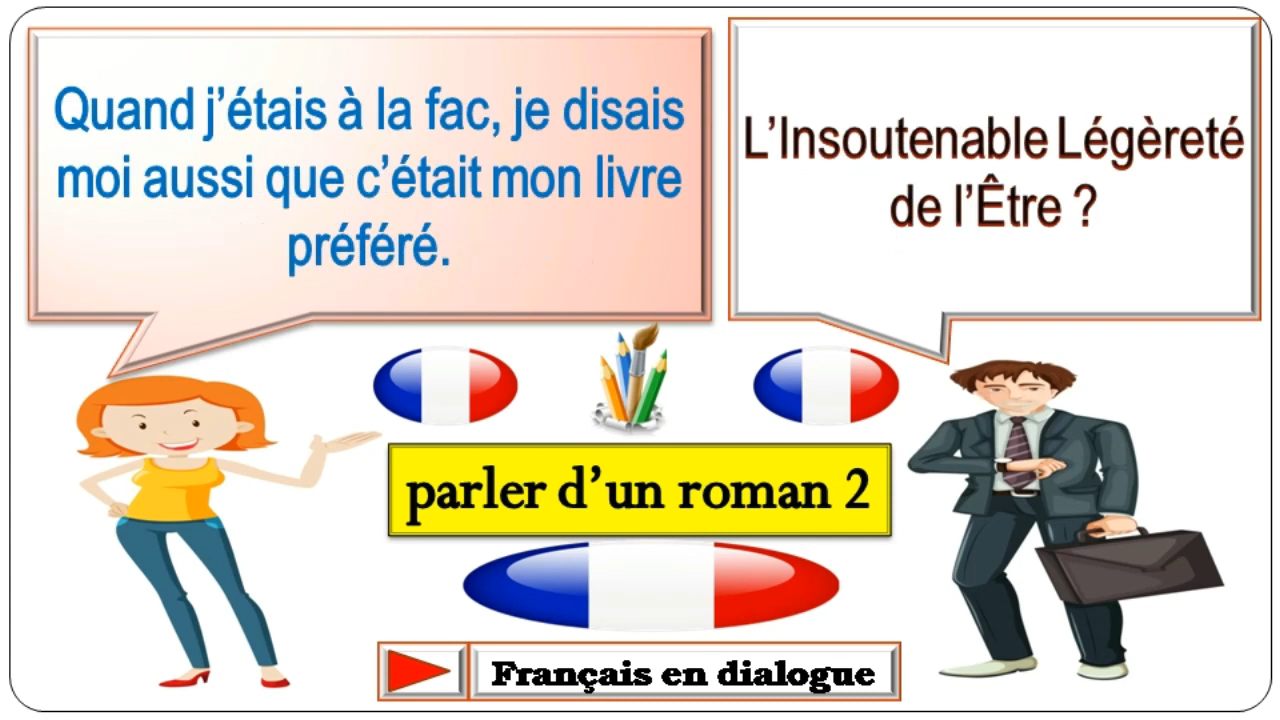 Quand j’étais à la fac, je disais
moi aussi que c’était mon livre
préféré.
L’Insoutenable Légèreté
de l’Être ?
parler d’un roman 2
Français en dialogue